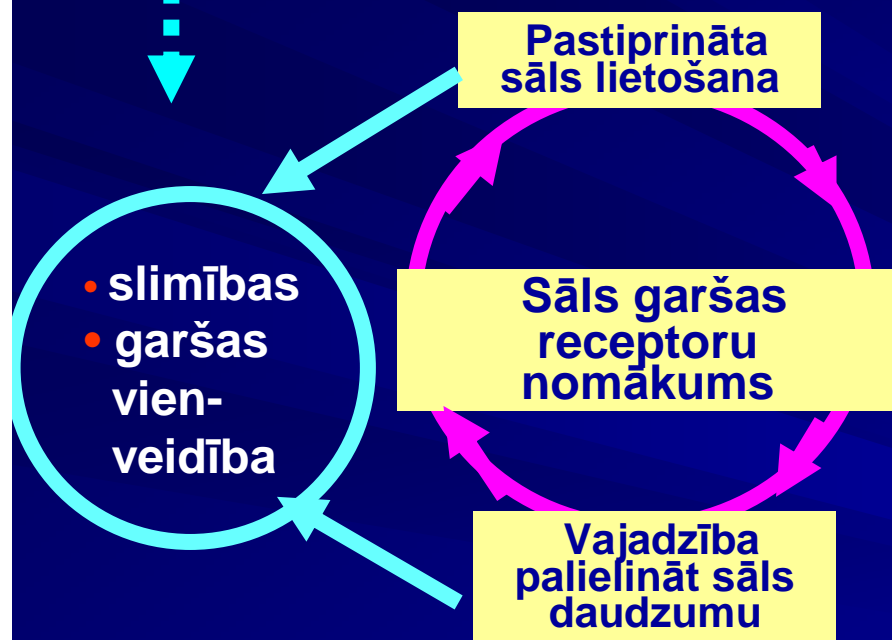 Pastiprināta
sāls lietošana
• slimības
• garšas
vien-
veidība
Sāls garšas
receptoru
nomākums
Vajadzība
palielināt sāls
daudzumu